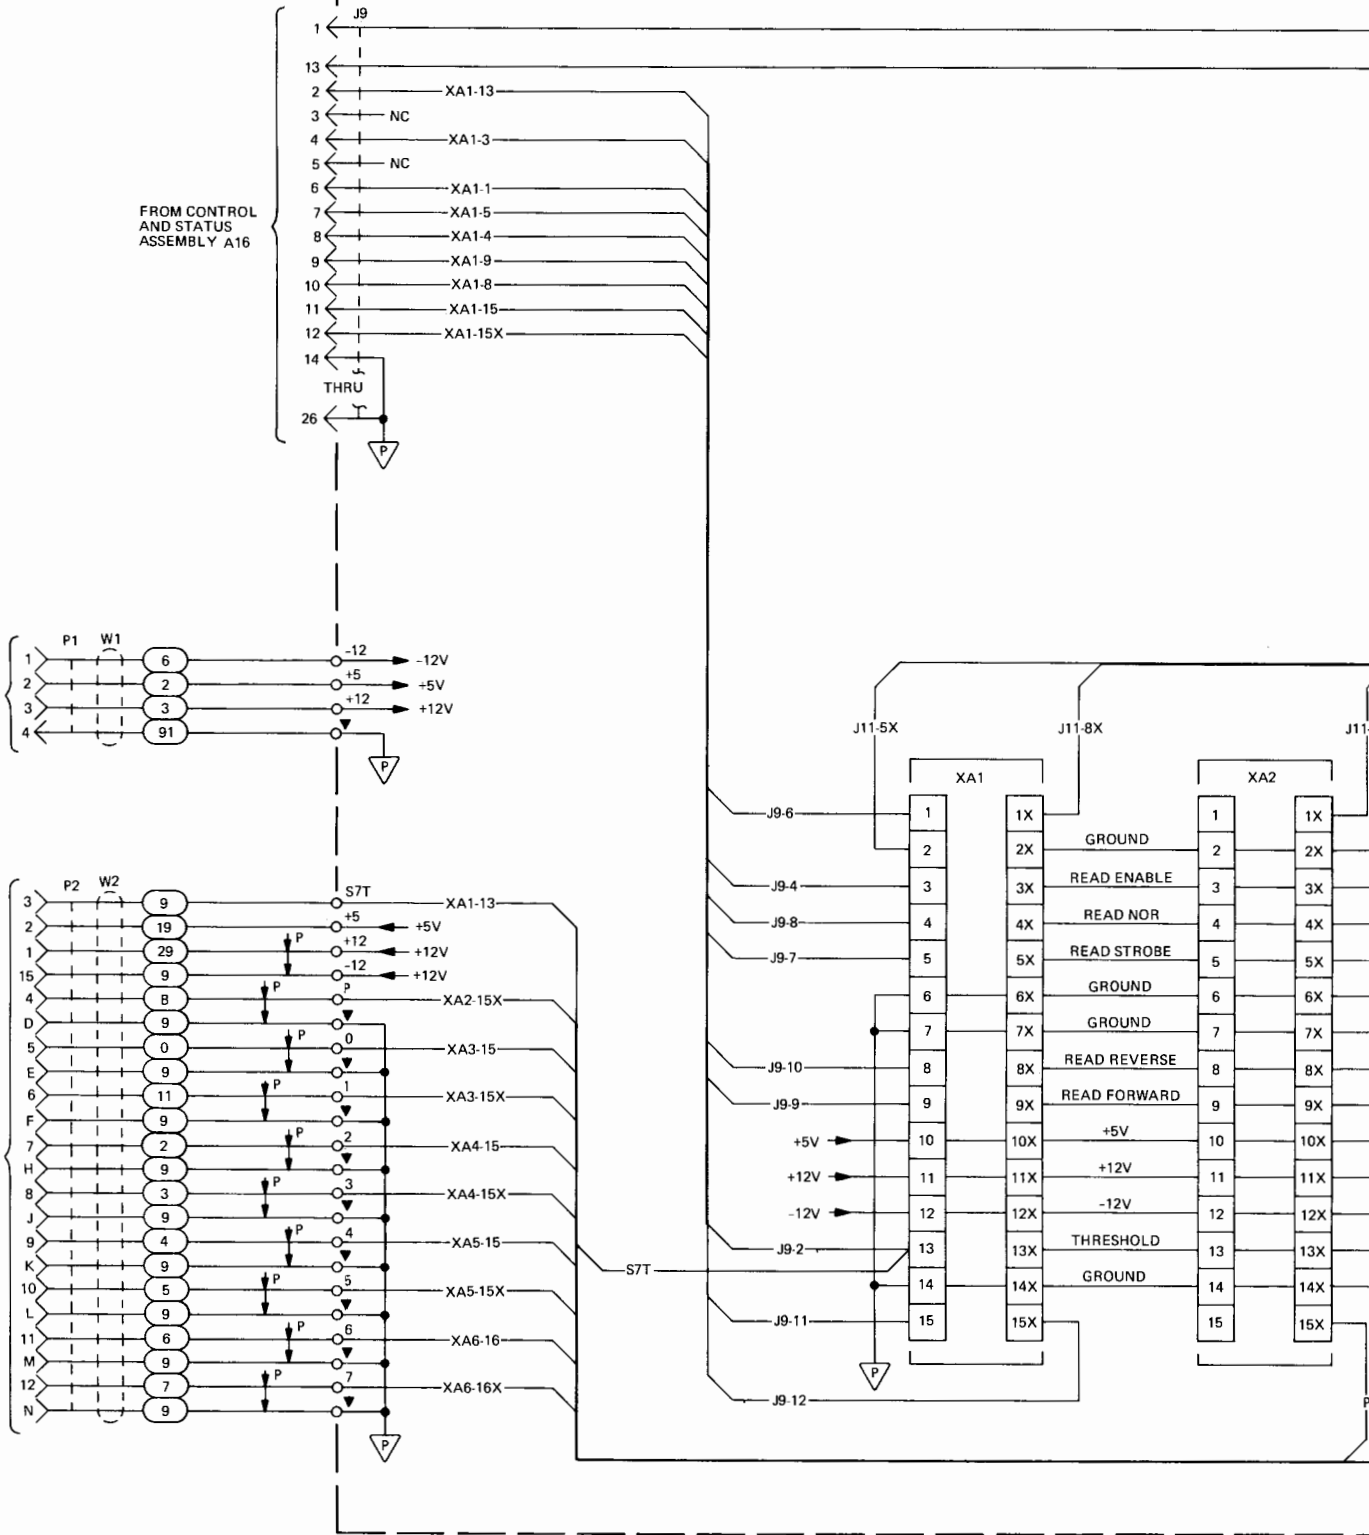 J9
1
13
2 XA1-13
3 NC
4 XA1-3
5 NC
6 XA1-1
7 XA1-5
8 XA1-4
9 XA1-9
10 XA1-8
11 XA1-15
12 XA1-15X
14
THRU
26
P
FROM CONTROL
AND STATUS
ASSEMBLY A16
P1 W1
1 6 -12 -12V
2 2 +5 +5V
3 3 +12 +12V
4 91
P
P2 W2
3 9 S7T XA1-13
2 19 +5 +5V
1 29 P +12 +12V
15 9 -12 +12V
4 8 P P XA2-15X
D 9
5 0 P 0 XA3-15
E 9
6 11 P 1 XA3-15X
F 9
7 2 P 2 XA4-15
H 9
8 3 P 3 XA4-15X
J 9
9 4 P 4 XA5-15
K 9
10 5 P 5 XA5-15X
L 9
11 6 P 6 XA6-16
M 9
12 7 P 7 XA6-16X
N 9
P
S7T
J11-5X J11-8X J11-
XA1 XA2
J9-6 1 1X 1 1X
2 2X GROUND 2 2X
J9-4 3 3X READ ENABLE 3 3X
J9-8 4 4X READ NOR 4 4X
J9-7 5 5X READ STROBE 5 5X
6 6X GROUND 6 6X
7 7X GROUND 7 7X
J9-10 8 8X READ REVERSE 8 8X
J9-9 9 9X READ FORWARD 9 9X
+5V 10 10X +5V 10 10X
+12V 11 11X +12V 11 11X
-12V 12 12X -12V 12 12X
J9-2 13 13X THRESHOLD 13 13X
14 14X GROUND 14 14X
J9-11 15 15X 15 15X
P
J9-12
P